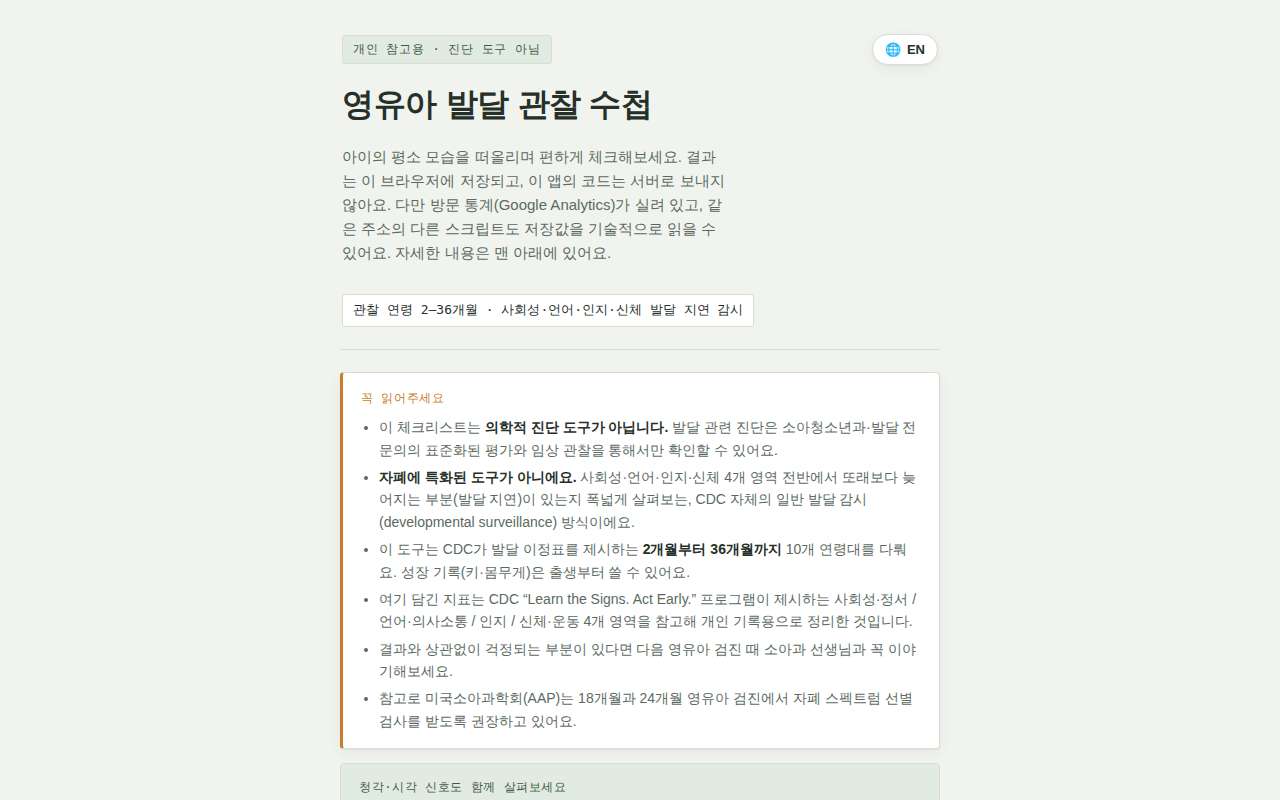 개인 참고용 · 진단 도구 아님
🌐 EN
영유아 발달 관찰 수첩
아이의 평소 모습을 떠올리며 편하게 체크해보세요. 결과
는 이 브라우저에 저장되고, 이 앱의 코드는 서버로 보내지
않아요. 다만 방문 통계(Google Analytics)가 실려 있고, 같
은 주소의 다른 스크립트도 저장값을 기술적으로 읽을 수
있어요. 자세한 내용은 맨 아래에 있어요.
관찰 연령 2–36개월 · 사회성·언어·인지·신체 발달 지연 감시
꼭 읽어주세요
• 이 체크리스트는 의학적 진단 도구가 아닙니다. 발달 관련 진단은 소아청소년과·발달 전
문의의 표준화된 평가와 임상 관찰을 통해서만 확인할 수 있어요.
• 자폐에 특화된 도구가 아니에요. 사회성·언어·인지·신체 4개 영역 전반에서 또래보다 늦
어지는 부분(발달 지연)이 있는지 폭넓게 살펴보는, CDC 자체의 일반 발달 감시
(developmental surveillance) 방식이에요.
• 이 도구는 CDC가 발달 이정표를 제시하는 2개월부터 36개월까지 10개 연령대를 다뤄
요. 성장 기록(키·몸무게)은 출생부터 쓸 수 있어요.
• 여기 담긴 지표는 CDC “Learn the Signs. Act Early.” 프로그램이 제시하는 사회성·정서 /
언어·의사소통 / 인지 / 신체·운동 4개 영역을 참고해 개인 기록용으로 정리한 것입니다.
• 결과와 상관없이 걱정되는 부분이 있다면 다음 영유아 검진 때 소아과 선생님과 꼭 이야
기해보세요.
• 참고로 미국소아과학회(AAP)는 18개월과 24개월 영유아 검진에서 자폐 스펙트럼 선별
검사를 받도록 권장하고 있어요.
청각·시각 신호도 함께 살펴보세요